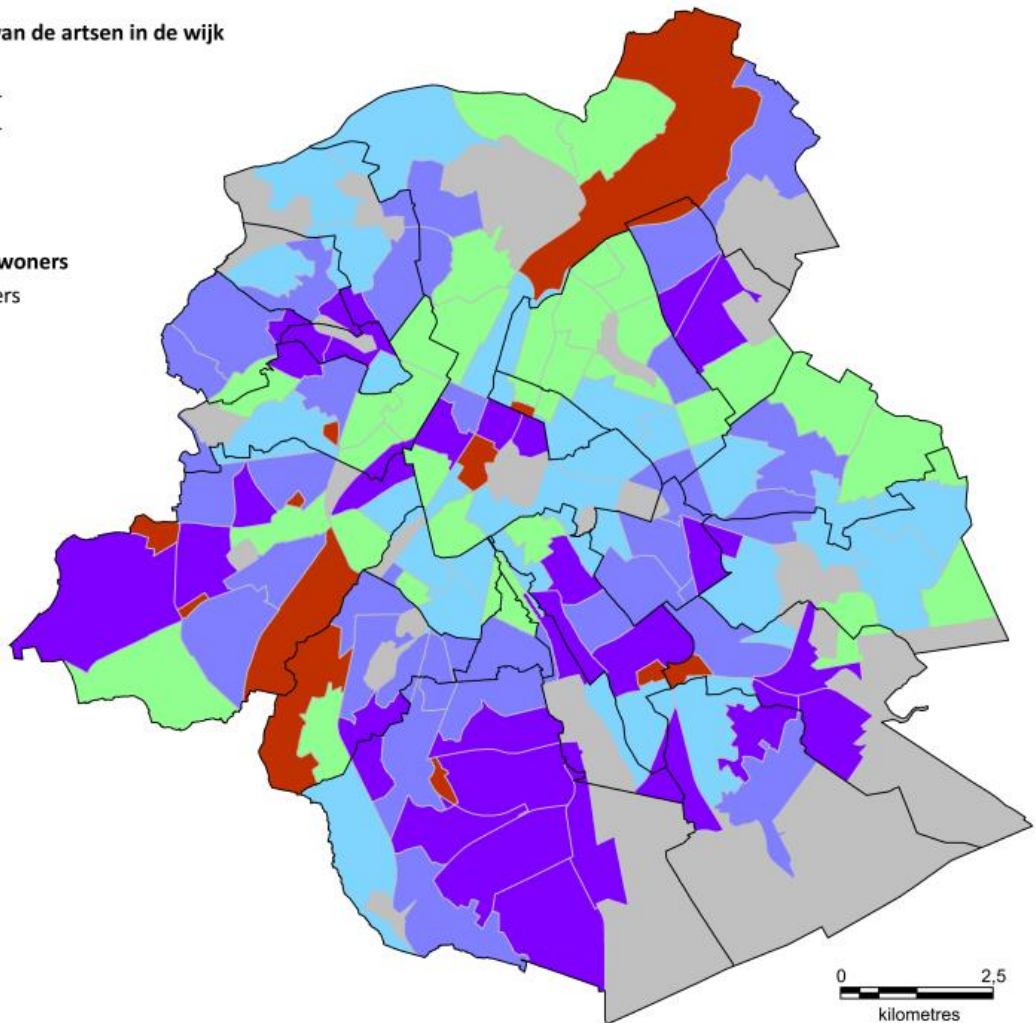 van de artsen in de wijk
woners
ers
0 2,5
kilometres